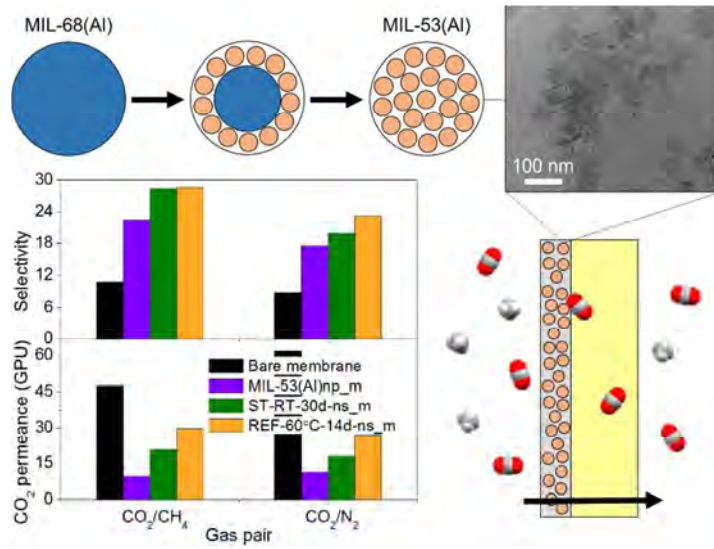 MIL-68(Al)
MIL-53(Al)
100 nm
30
24
18
12
6
0
Selectivity
60
45
30
15
0
CO₂ permeance (GPU)
Bare membrane
MIL-53(Al)np_m
ST-RT-30d-ns_m
REF-60°C-14d-ns_m
CO₂/CH₄
CO₂/N₂
Gas pair